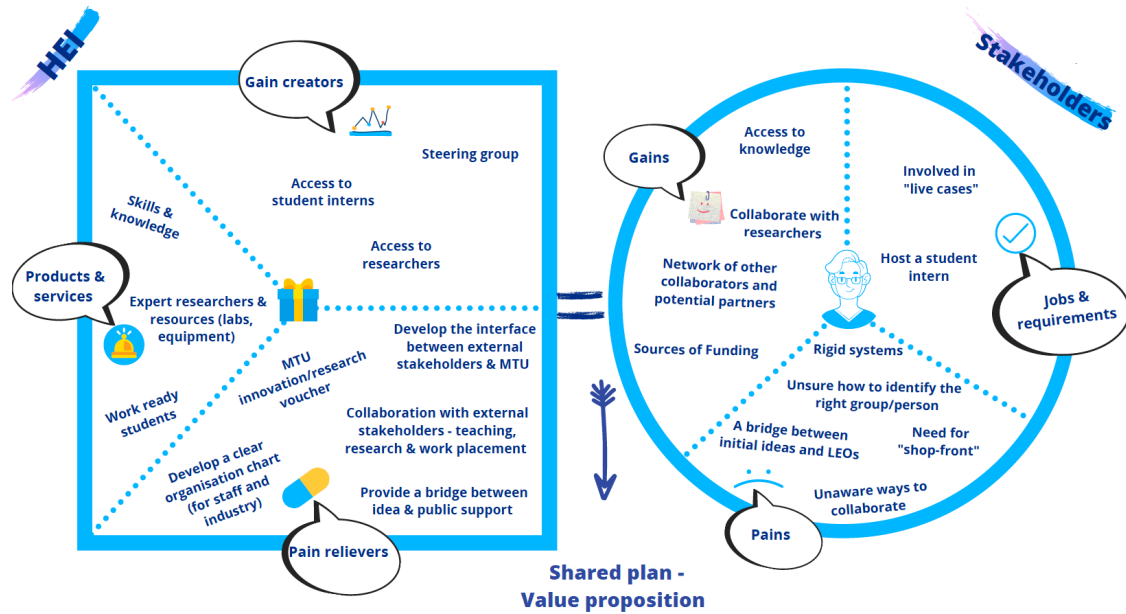 HEI
Stakeholders
Gain creators
Steering group
Access to
student interns
Access to
researchers
Skills &
knowledge
Products &
services
Expert researchers &
resources (labs,
equipment)
Work ready
students
MTU
innovation/research
voucher
Develop the interface
between external
stakeholders & MTU
Collaboration with external
stakeholders - teaching,
research & work placement
Develop a clear
organisation chart
(for staff and
industry)
Provide a bridge between
idea & public support
Pain relievers
Gains
Access to
knowledge
Collaborate with
researchers
Network of other
collaborators and
potential partners
Sources of Funding
Involved in
"live cases"
Host a student
intern
Jobs &
requirements
Rigid systems
Unsure how to identify the
right group/person
A bridge between
initial ideas and LEOs
Need for
"shop-front"
Unaware ways to
collaborate
Pains
Shared plan -
Value proposition